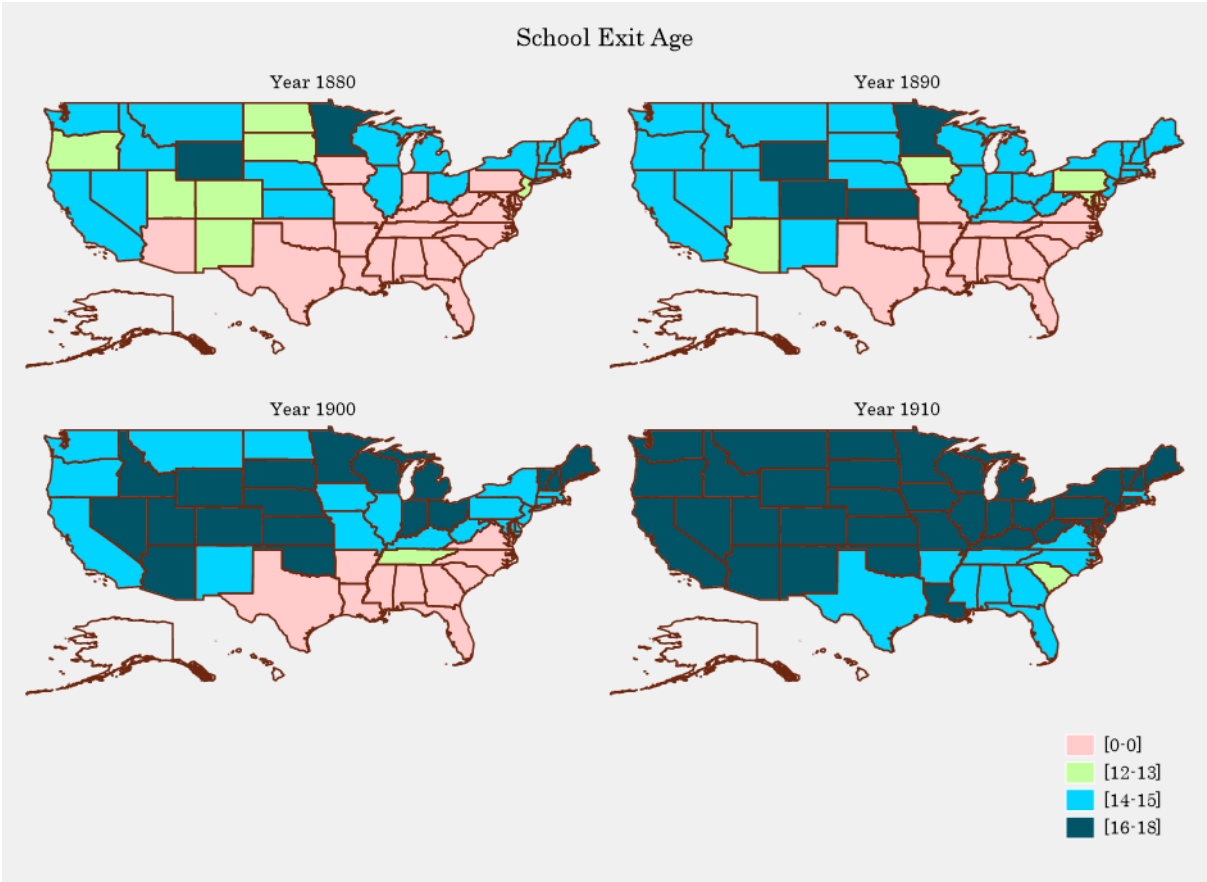 School Exit Age
Year 1880
Year 1890
Year 1900
Year 1910
[0-0]
[12-13]
[14-15]
[16-18]